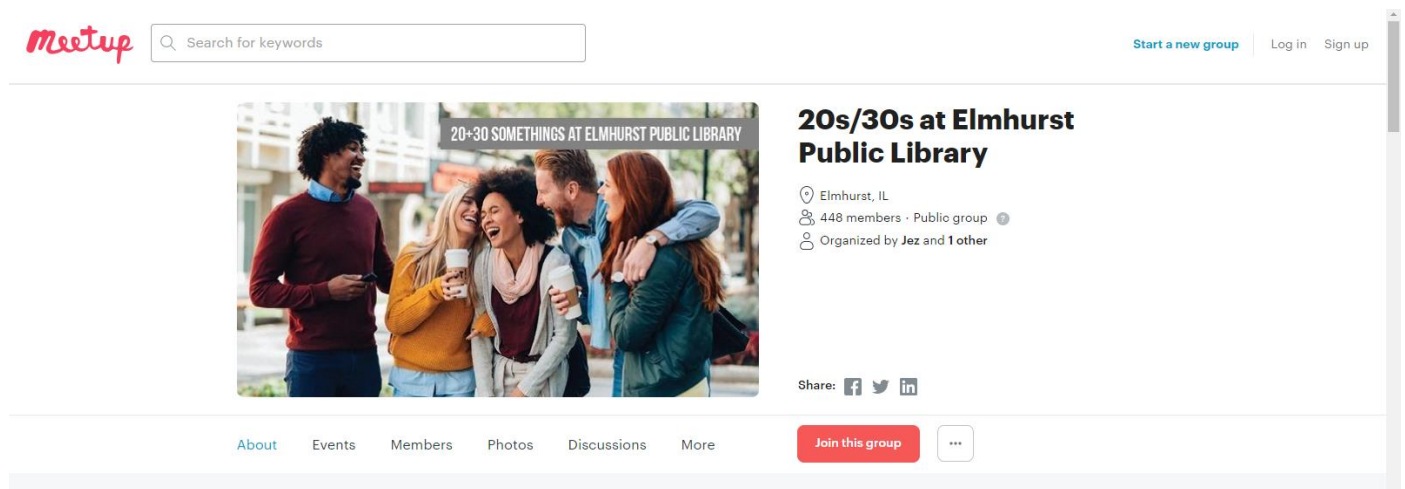 meetup
Search for keywords
Start a new group
Log in
Sign up
20+30 SOMETHINGS AT ELMHURST PUBLIC LIBRARY
20s/30s at Elmhurst
Public Library
Elmhurst, IL
448 members · Public group ?
Organized by Jez and 1 other
Share:
About
Events
Members
Photos
Discussions
More
Join this group